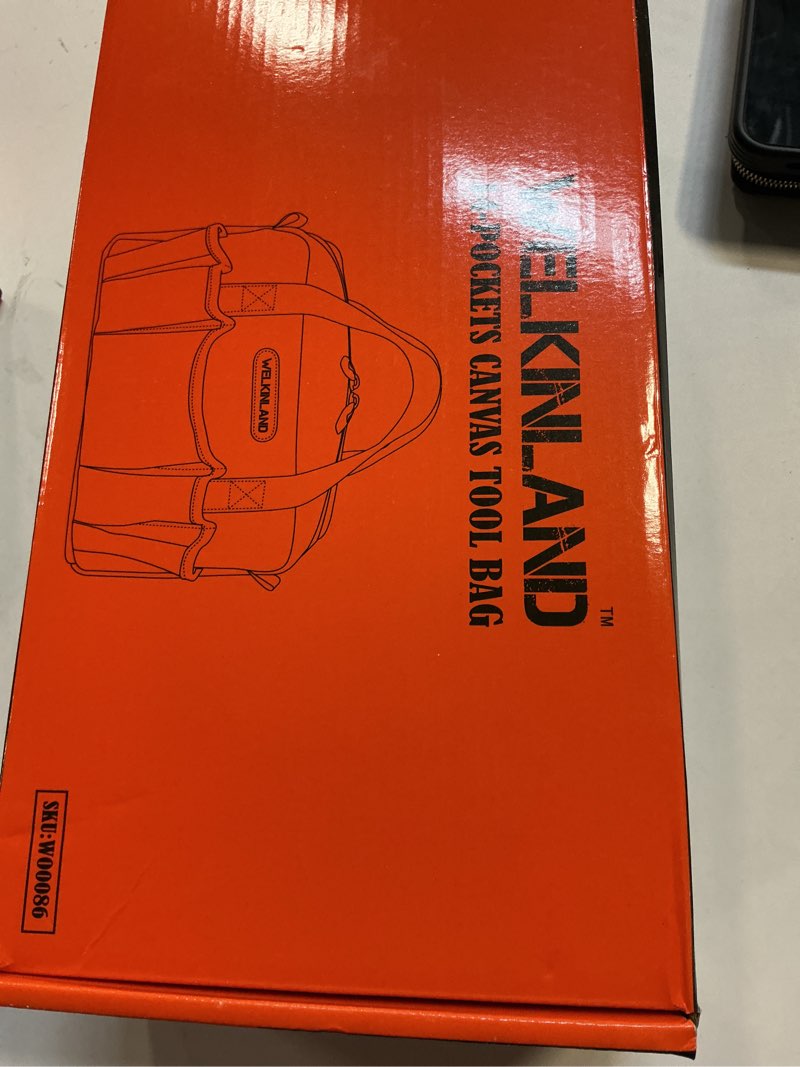 WELKINLAND™
POCKETS CANVAS TOOL BAG
WELKINLAND
SKU:W00086